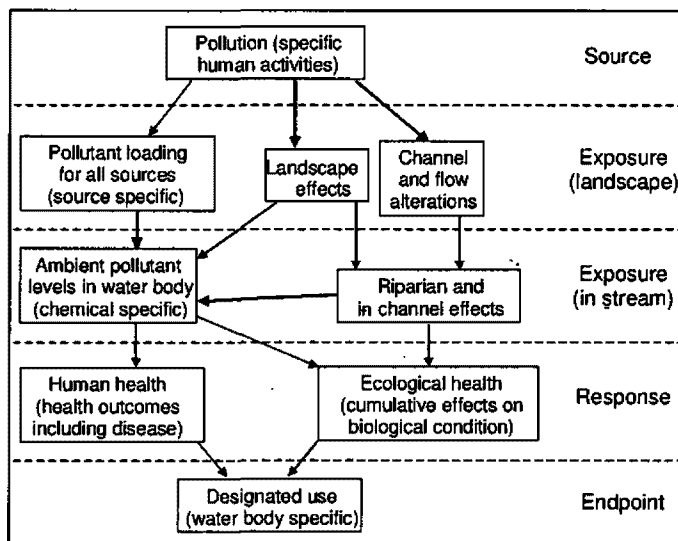 Pollution (specific
human activities)
Source
Pollutant loading
for all sources
(source specific)
Landscape
effects
Channel
and flow
alterations
Exposure
(landscape)
Ambient pollutant
levels in water body
(chemical specific)
Riparian and
in channel effects
Exposure
(in stream)
Human health
(health outcomes
including disease)
Ecological health
(cumulative effects on
biological condition)
Response
Designated use
(water body specific)
Endpoint